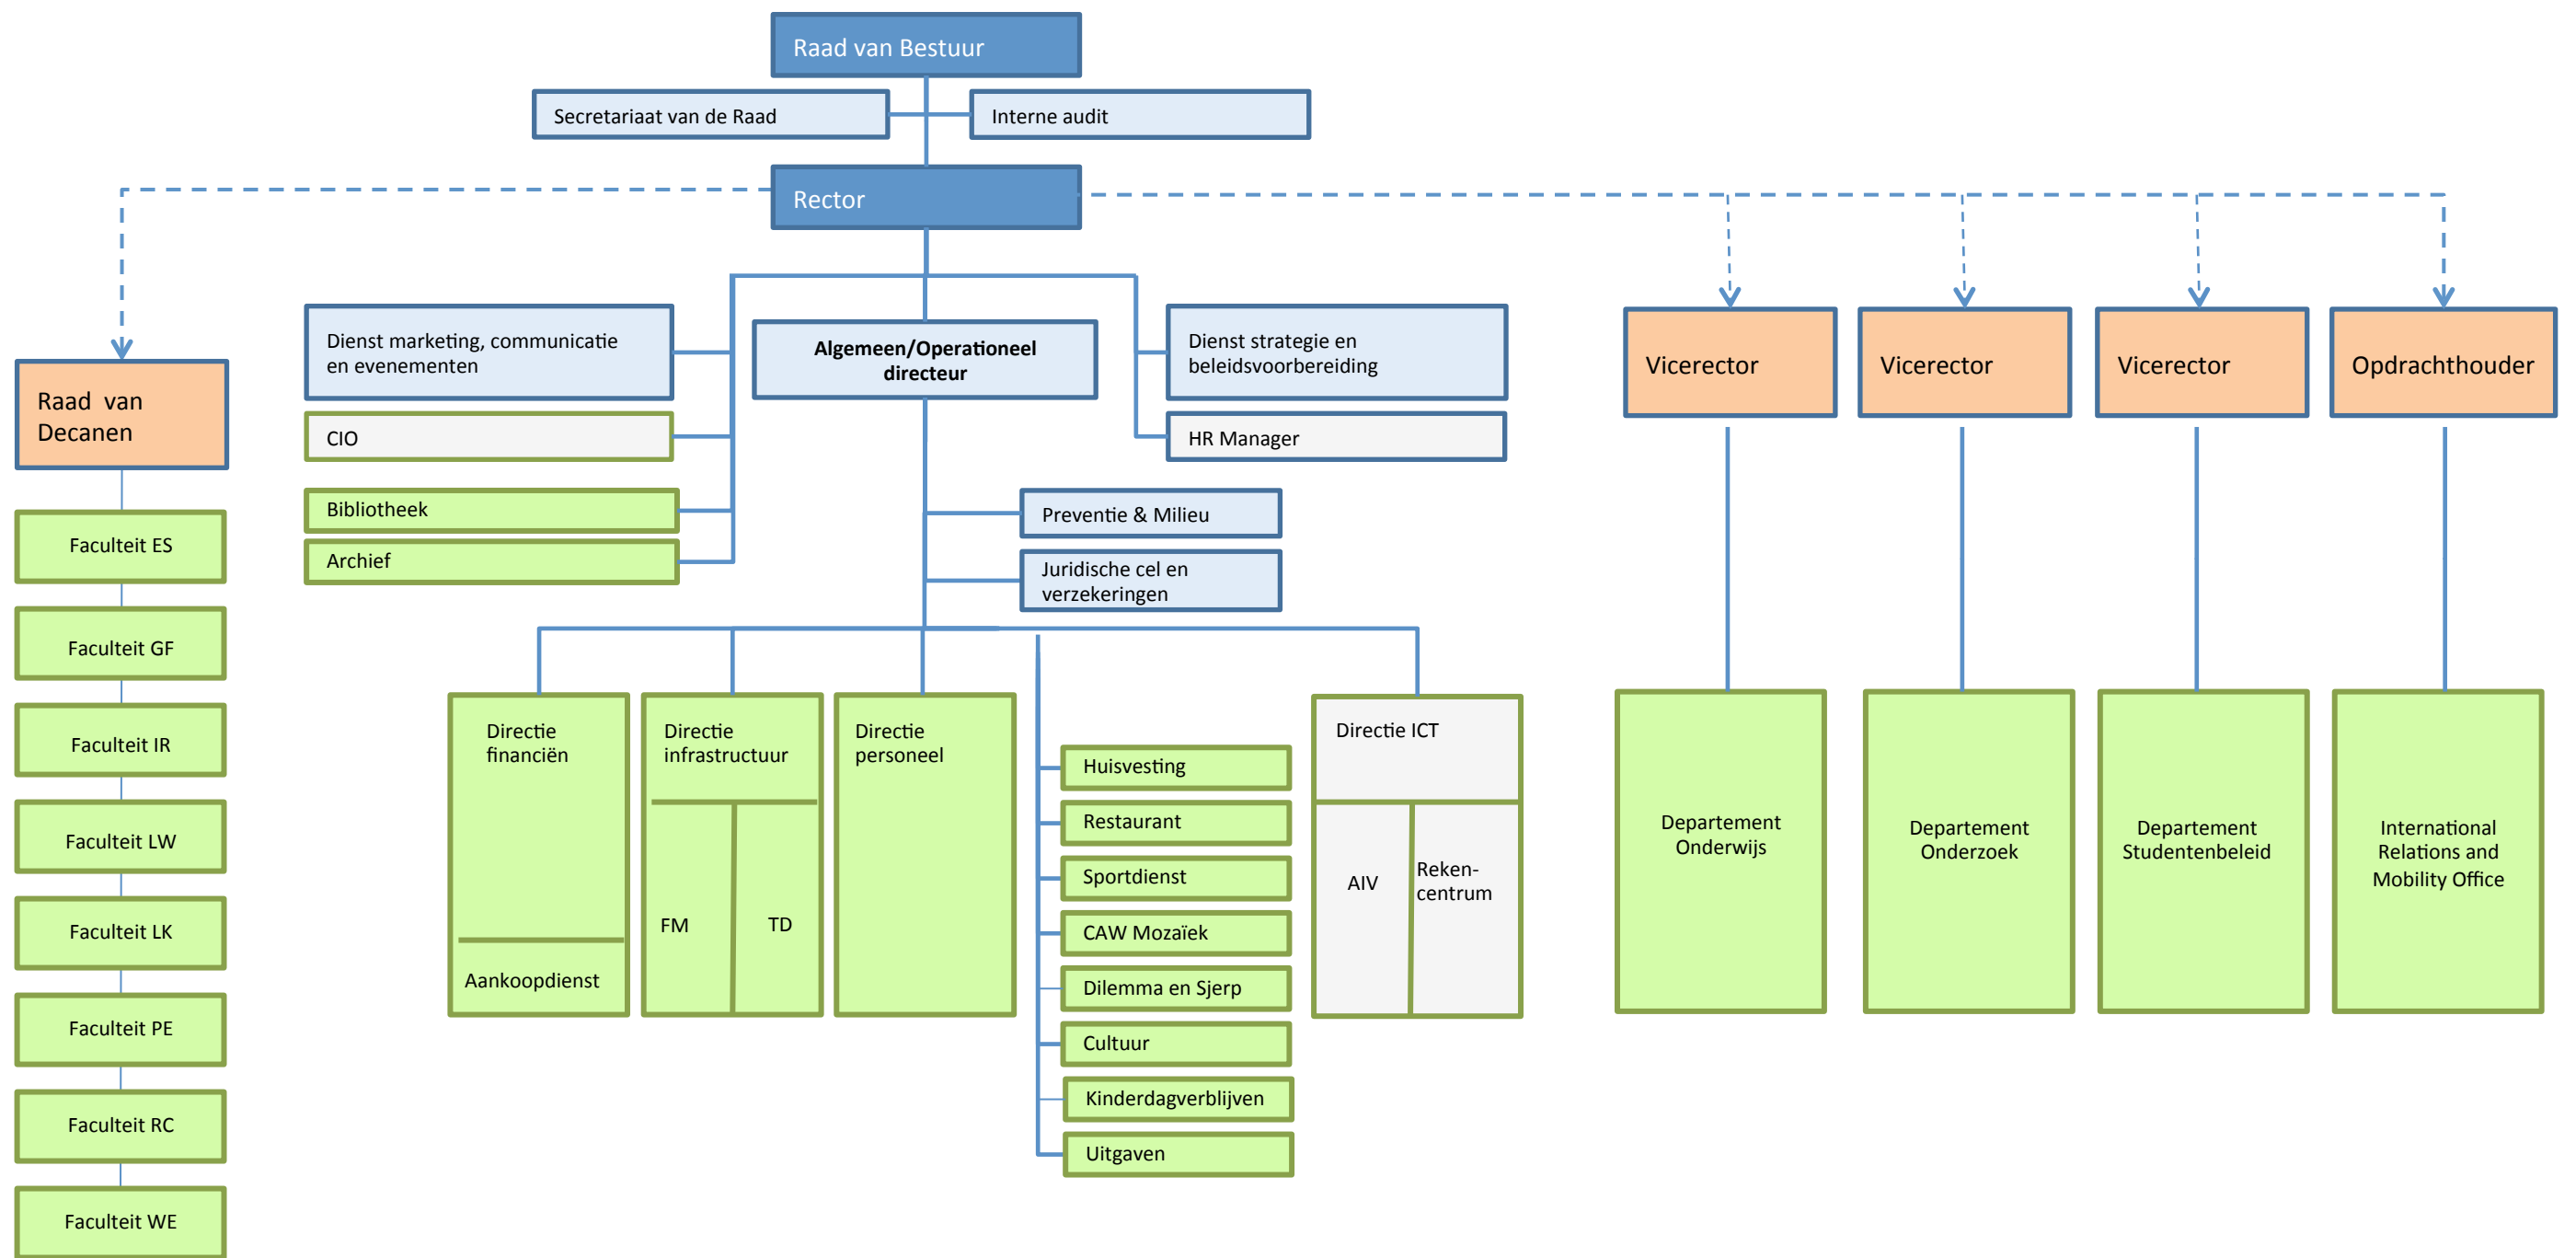 Raad van Bestuur
Secretariaat van de Raad
Interne audit
Rector
Dienst marketing, communicatie
en evenementen
Algemeen/Operationeel
directeur
Dienst strategie en
beleidsvoorbereiding
Vicerector
Vicerector
Vicerector
Opdrachthouder
Raad van
Decanen
CIO
HR Manager
Bibliotheek
Archief
Preventie & Milieu
Juridische cel en
verzekeringen
Faculteit ES
Faculteit GF
Faculteit IR
Faculteit LW
Faculteit LK
Faculteit PE
Faculteit RC
Faculteit WE
Directie
financiën
Aankoopdienst
Directie
infrastructuur
FM
TD
Directie
personeel
Huisvesting
Restaurant
Sportdienst
CAW Mozaïek
Dilemma en Sjerp
Cultuur
Kinderdagverblijven
Uitgaven
Directie ICT
AIV
Reken-
centrum
Departement
Onderwijs
Departement
Onderzoek
Departement
Studentenbeleid
International
Relations and
Mobility Office